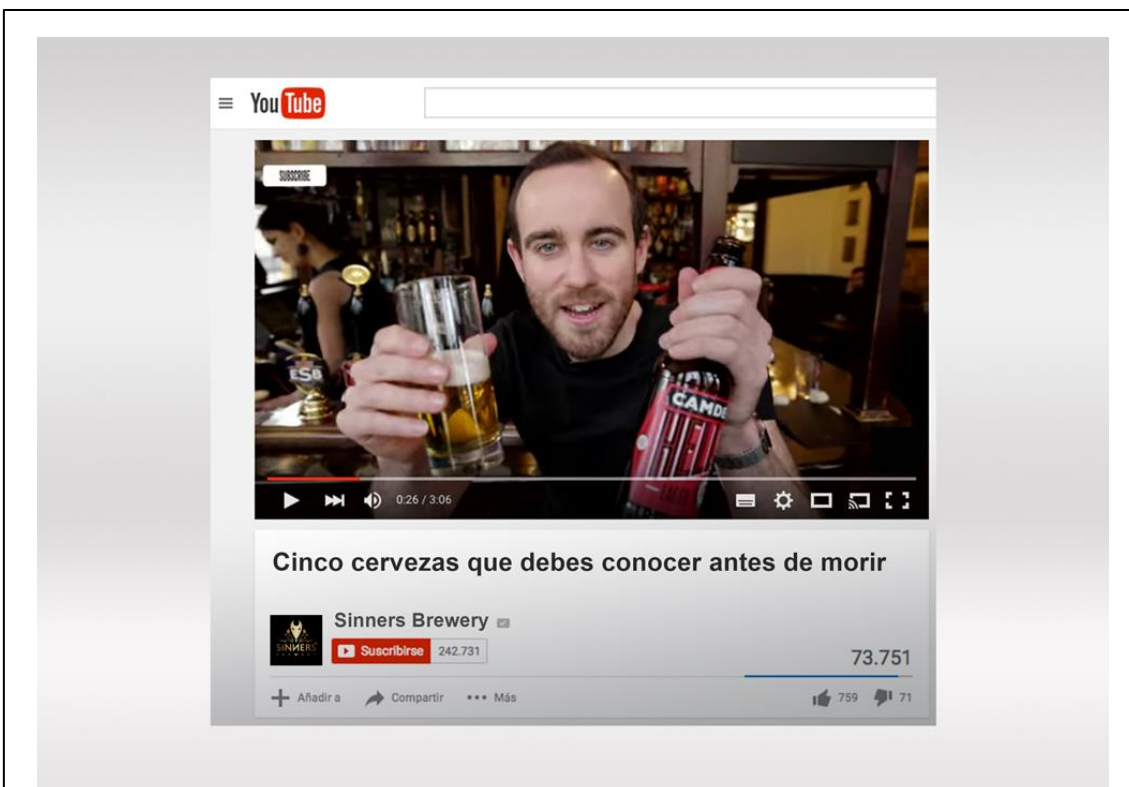 YouTube
SUBSCRIBE
ESB
CAMDE
0:26 / 3:06
Cinco cervezas que debes conocer antes de morir
Sinners Brewery
SINNERS
BREWERY
Suscribirse 242.731
73.751
Añadir a Compartir Más 759 71